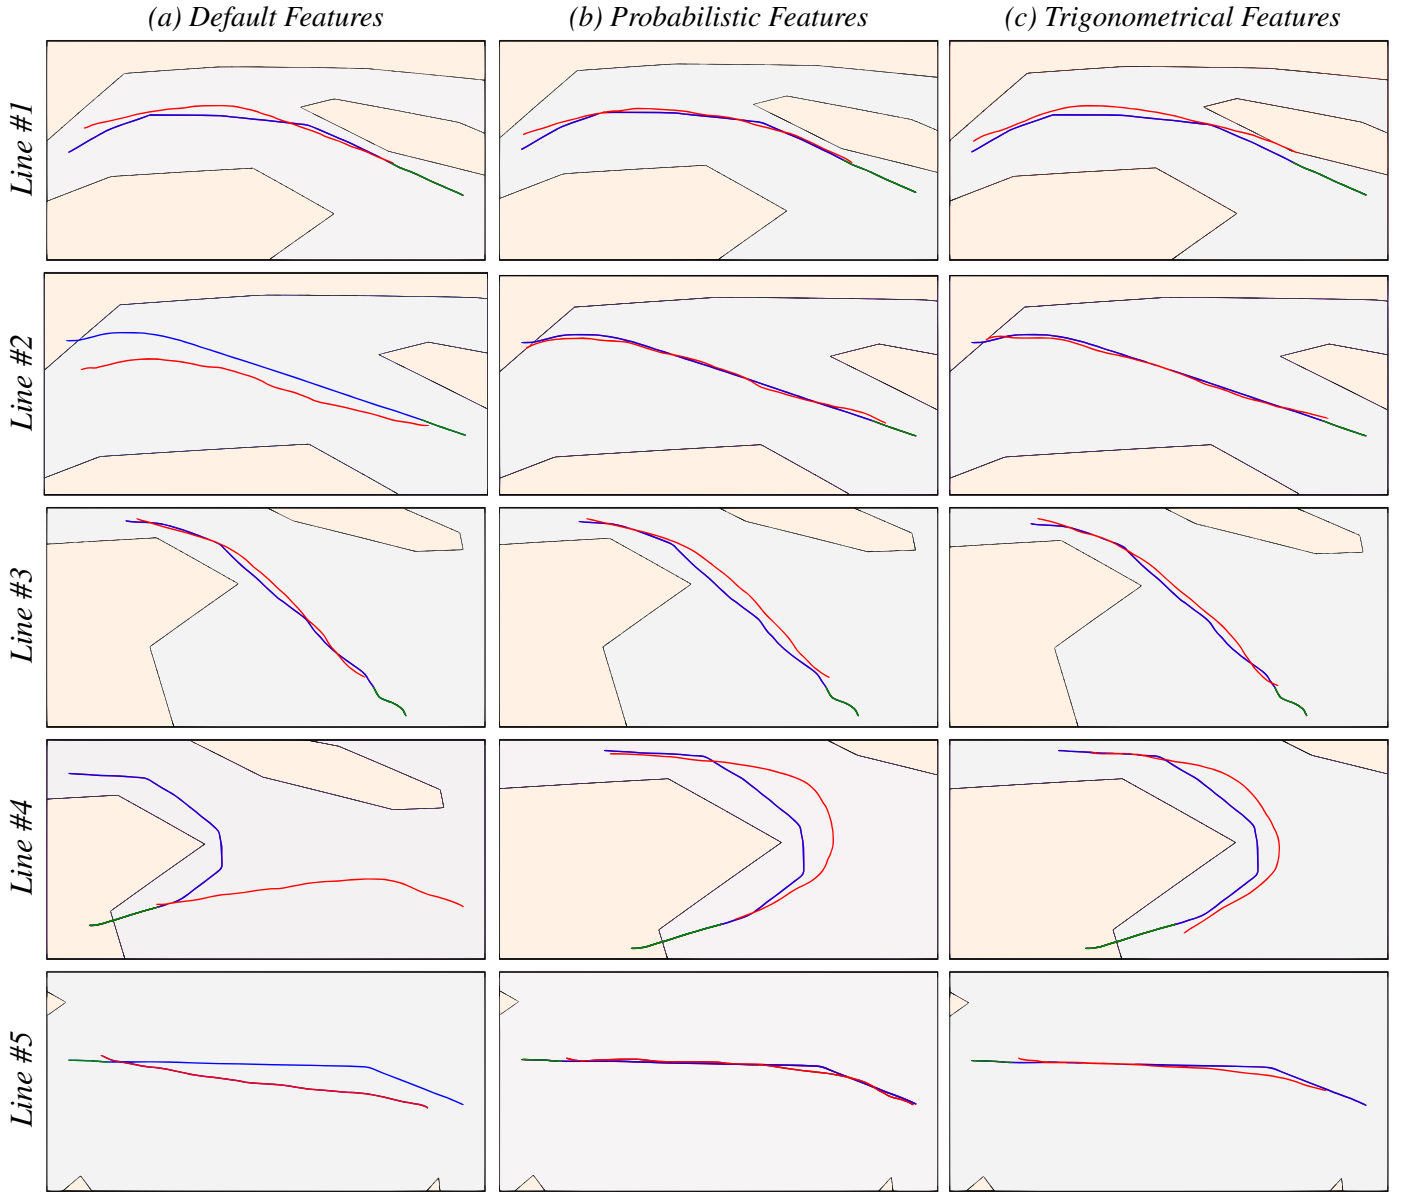 (a) Default Features
(b) Probabilistic Features
(c) Trigonometrical Features
Line #1
Line #2
Line #3
Line #4
Line #5